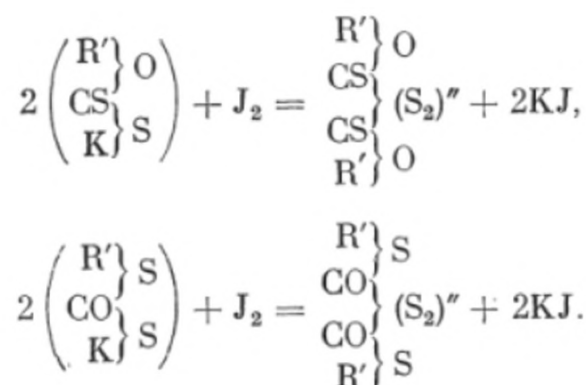 2 ( R′} O CS} K} S ) + J₂ = R′} O CS} (S₂)″ CS} R′} O + 2KJ,
2 ( R′} S CO} K} S ) + J₂ = R′} S CO} (S₂)″ CO} R′} S + 2KJ.